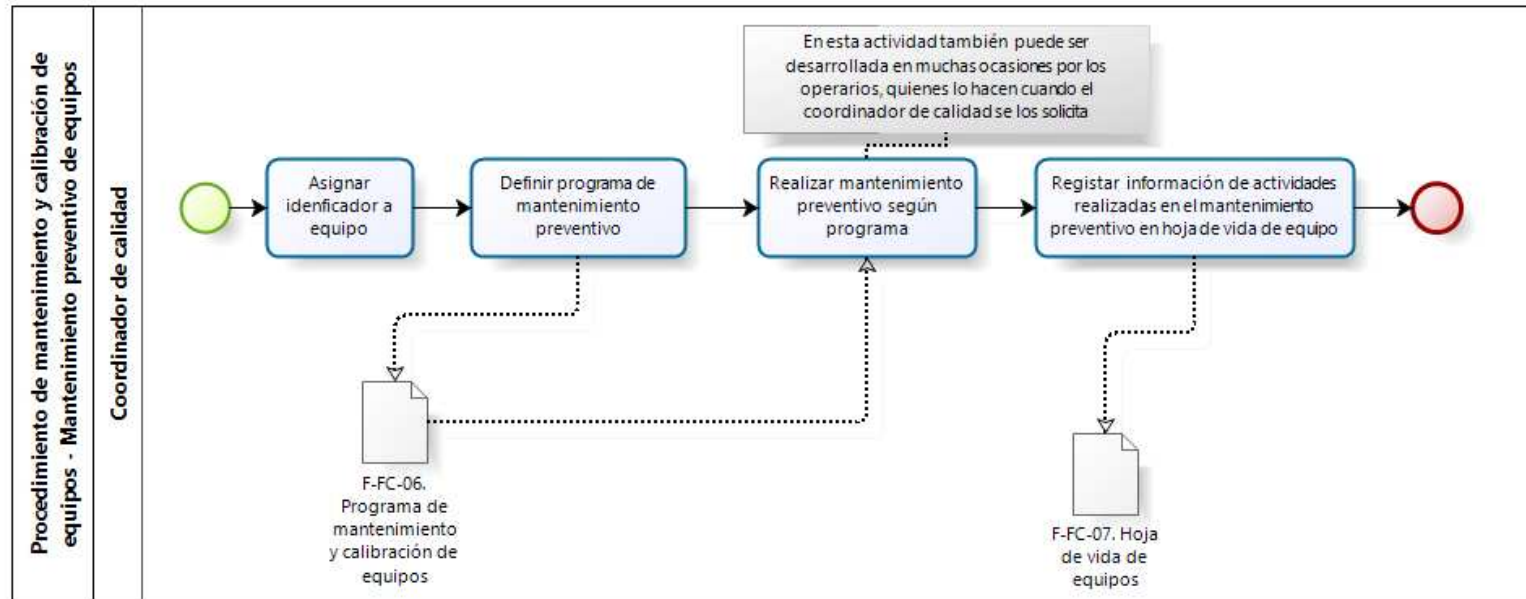 Procedimiento de mantenimiento y calibración de
equipos - Mantenimiento preventivo de equipos
Coordinador de calidad
En esta actividad también puede ser
desarrollada en muchas ocasiones por los
operarios, quienes lo hacen cuando el
coordinador de calidad se los solicita
Asignar
idenficador a
equipo
Definir programa de
mantenimiento
preventivo
Realizar mantenimiento
preventivo según
programa
Registar información de actividades
realizadas en el mantenimiento
preventivo en hoja de vida de equipo
F-FC-06.
Programa de
mantenimiento
y calibración de
equipos
F-FC-07. Hoja
de vida de
equipos